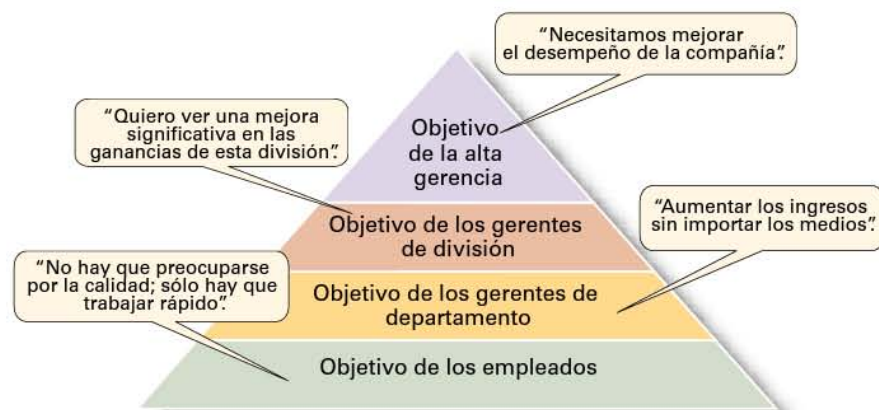 “Necesitamos mejorar
el desempeño de la compañía”.
“Quiero ver una mejora
significativa en las
ganancias de esta división”.
Objetivo
de la alta
gerencia
“Aumentar los ingresos
sin importar los medios”.
Objetivo de los gerentes
de división
“No hay que preocuparse
por la calidad; sólo hay que
trabajar rápido”.
Objetivo de los gerentes de
departamento
Objetivo de los empleados